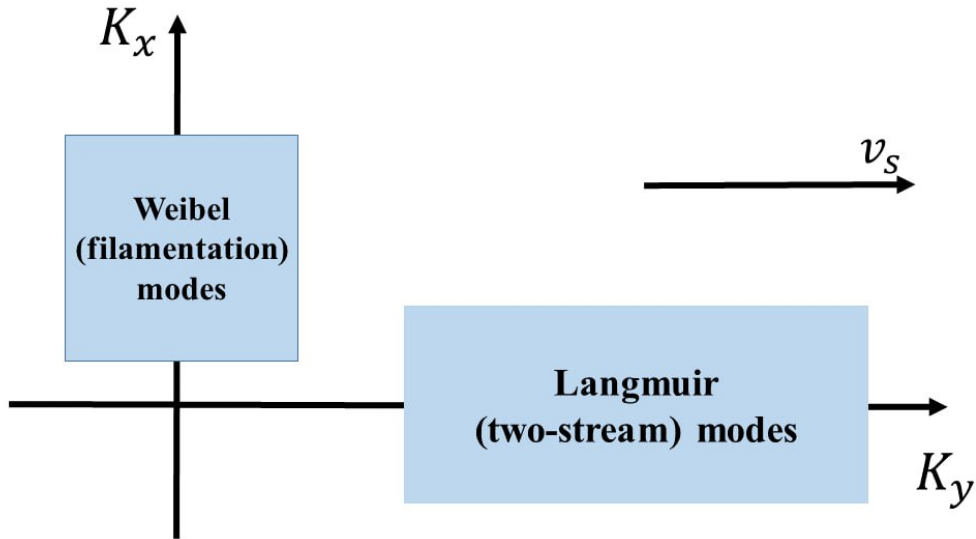 K_x
v_s
Weibel
(filamentation)
modes
Langmuir
(two-stream) modes
K_y